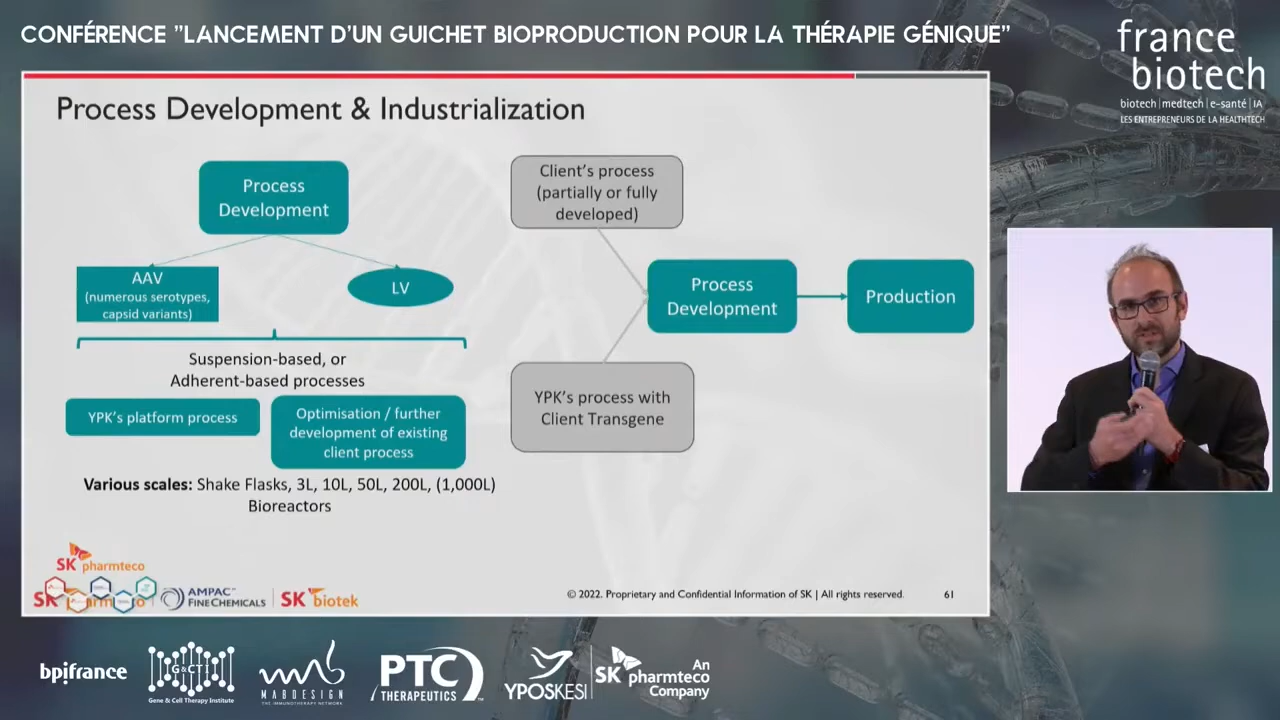 CONFÉRENCE "LANCEMENT D'UN GUICHET BIOPRODUCTION POUR LA THÉRAPIE GÉNIQUE"
france
biotech
biotech | medtech | e-santé | IA
LES ENTREPRENEURS DE LA HEALTHTECH
Process Development & Industrialization
Process
Development
AAV
(numerous serotypes,
capsid variants)
LV
Suspension-based, or
Adherent-based processes
YPK's platform process
Optimisation / further
development of existing
client process
Various scales: Shake Flasks, 3L, 10L, 50L, 200L, (1,000L)
Bioreactors
Client's process
(partially or fully
developed)
Process
Development
Production
YPK's process with
Client Transgene
SK pharmteco
SK
AMPAC
FINE CHEMICALS
SK biotek
© 2022. Proprietary and Confidential Information of SK | All rights reserved.
61
bpifrance
G&CTI
Gene & Cell Therapy Institute
MABDESIGN
THE IMMUNOTHERAPY NETWORK
PTC
THERAPEUTICS
YPOSKESI
SK pharmteco
An
Company